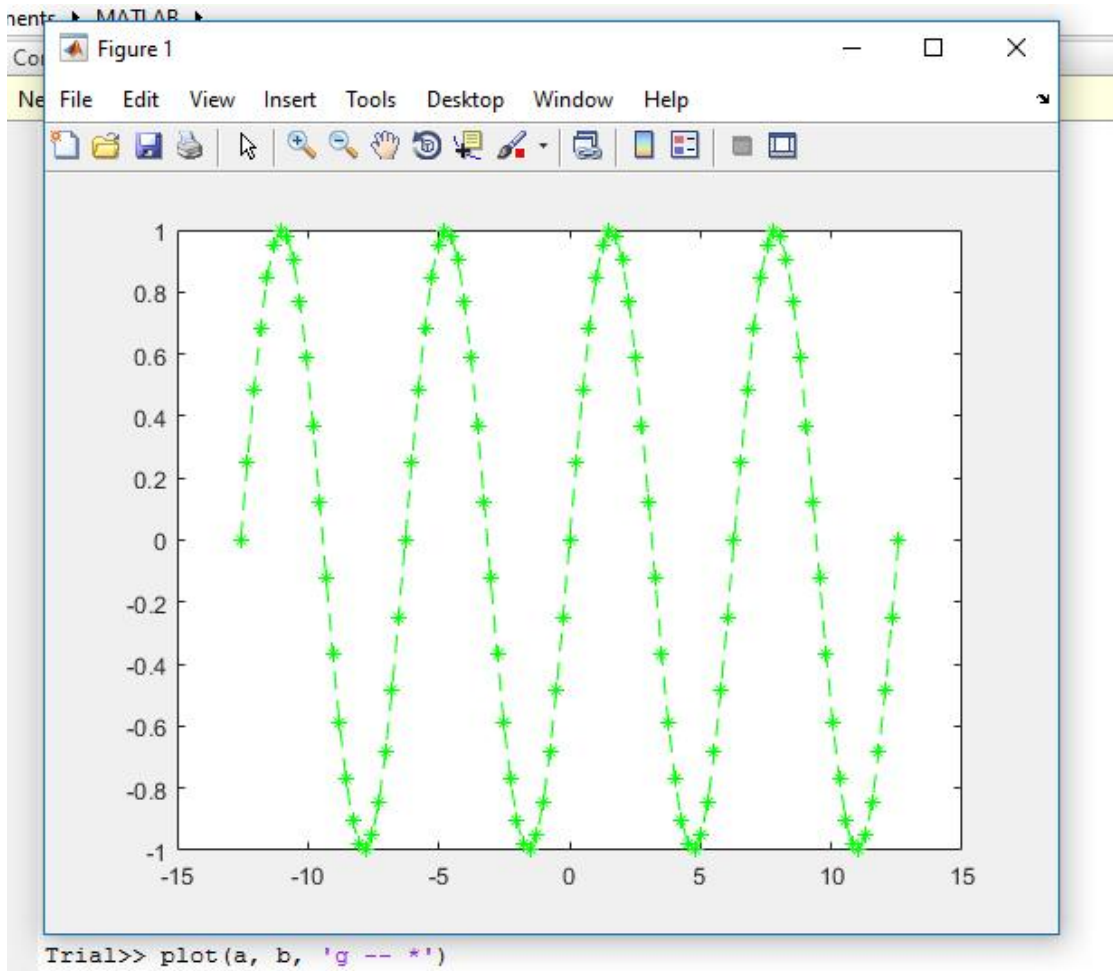 nents MATLAB
Figure 1
File Edit View Insert Tools Desktop Window Help
1
0.8
0.6
0.4
0.2
0
-0.2
-0.4
-0.6
-0.8
-1
-15 -10 -5 0 5 10 15
Trial>> plot(a, b, 'g -- *')